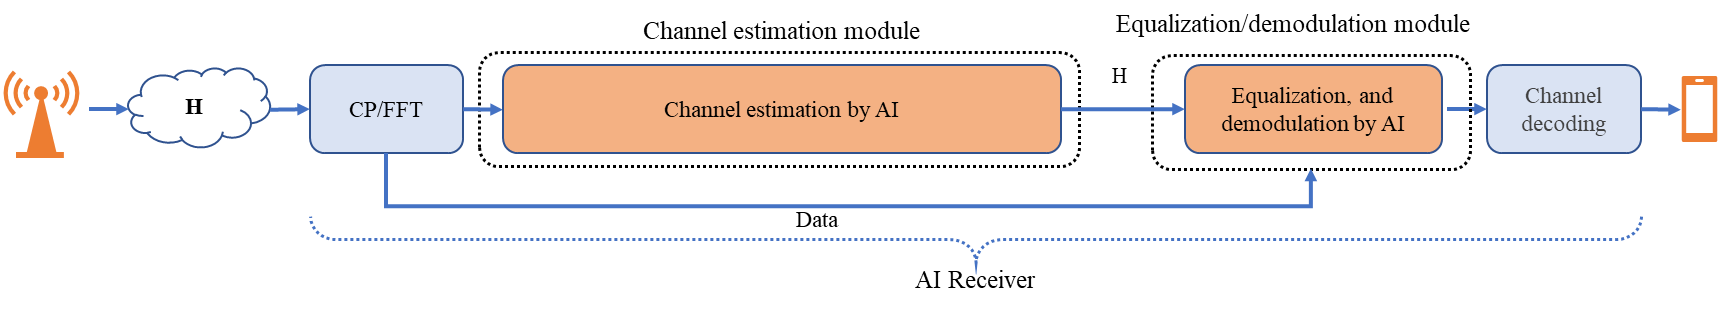 Channel estimation module
Equalization/demodulation module
H
CP/FFT
Channel estimation by AI
H
Equalization, and
demodulation by AI
Channel
decoding
Data
AI Receiver